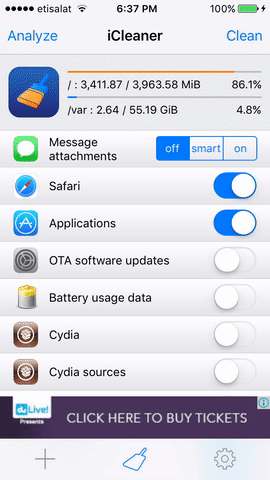 etisalat 6:37 PM 100%
Analyze iCleaner Clean
/ : 3,411.87 / 3,963.58 MiB 86.1%
/var : 2.64 / 55.19 GiB 4.8%
Message
attachments off smart on
Safari
Applications
OTA software updates
Battery usage data
Cydia
Cydia sources
du Live!
Presents
CLICK HERE TO BUY TICKETS